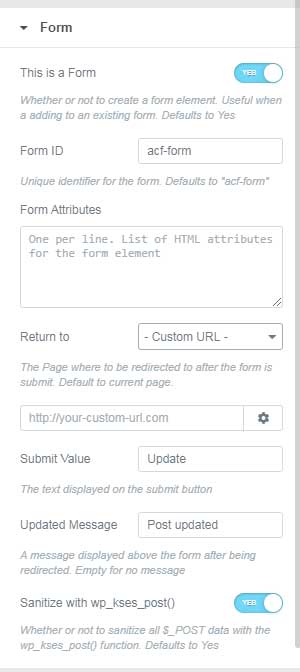 Form
This is a Form YES
Whether or not to create a form element. Useful when
a adding to an existing form. Defaults to Yes
Form ID acf-form
Unique identifier for the form. Defaults to "acf-form"
Form Attributes
One per line. List of HTML attributes
for the form element
Return to - Custom URL -
The Page where to be redirected to after the form is
submit. Default to current page.
http://your-custom-url.com
Submit Value Update
The text displayed on the submit button
Updated Message Post updated
A message displayed above the form after being
redirected. Empty for no message
Sanitize with wp_kses_post() YES
Whether or not to sanitize all $_POST data with the
wp_kses_post() function. Defaults to Yes